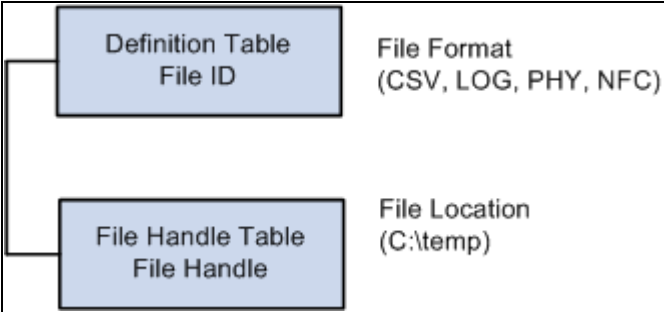 Definition Table
File ID
File Format
(CSV, LOG, PHY, NFC)
File Handle Table
File Handle
File Location
(C:\temp)